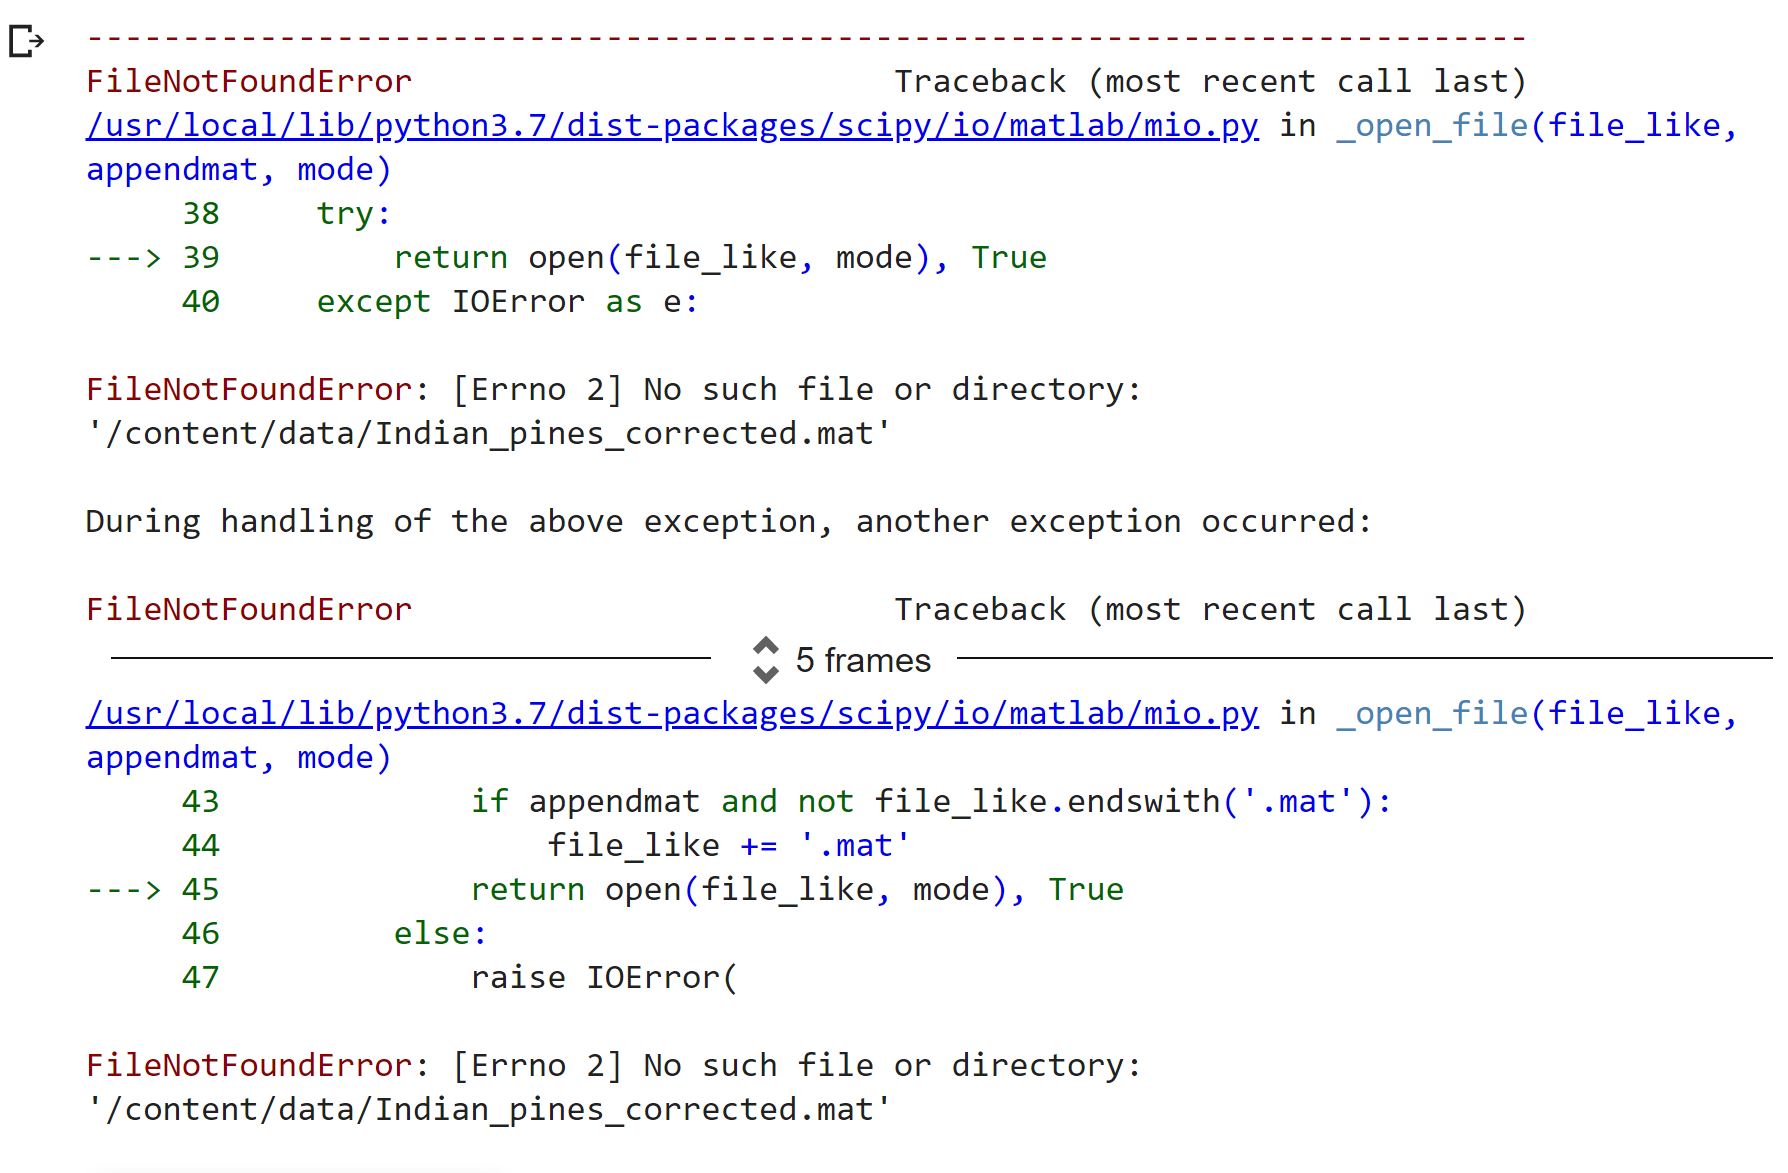 ---------------------------------------------------------------------------
FileNotFoundError                         Traceback (most recent call last)
/usr/local/lib/python3.7/dist-packages/scipy/io/matlab/mio.py in _open_file(file_like,
appendmat, mode)
     38     try:
---> 39         return open(file_like, mode), True
     40     except IOError as e:

FileNotFoundError: [Errno 2] No such file or directory:
'/content/data/Indian_pines_corrected.mat'

During handling of the above exception, another exception occurred:

FileNotFoundError                         Traceback (most recent call last)
5 frames
/usr/local/lib/python3.7/dist-packages/scipy/io/matlab/mio.py in _open_file(file_like,
appendmat, mode)
     43             if appendmat and not file_like.endswith('.mat'):
     44                 file_like += '.mat'
---> 45             return open(file_like, mode), True
     46         else:
     47             raise IOError(

FileNotFoundError: [Errno 2] No such file or directory:
'/content/data/Indian_pines_corrected.mat'